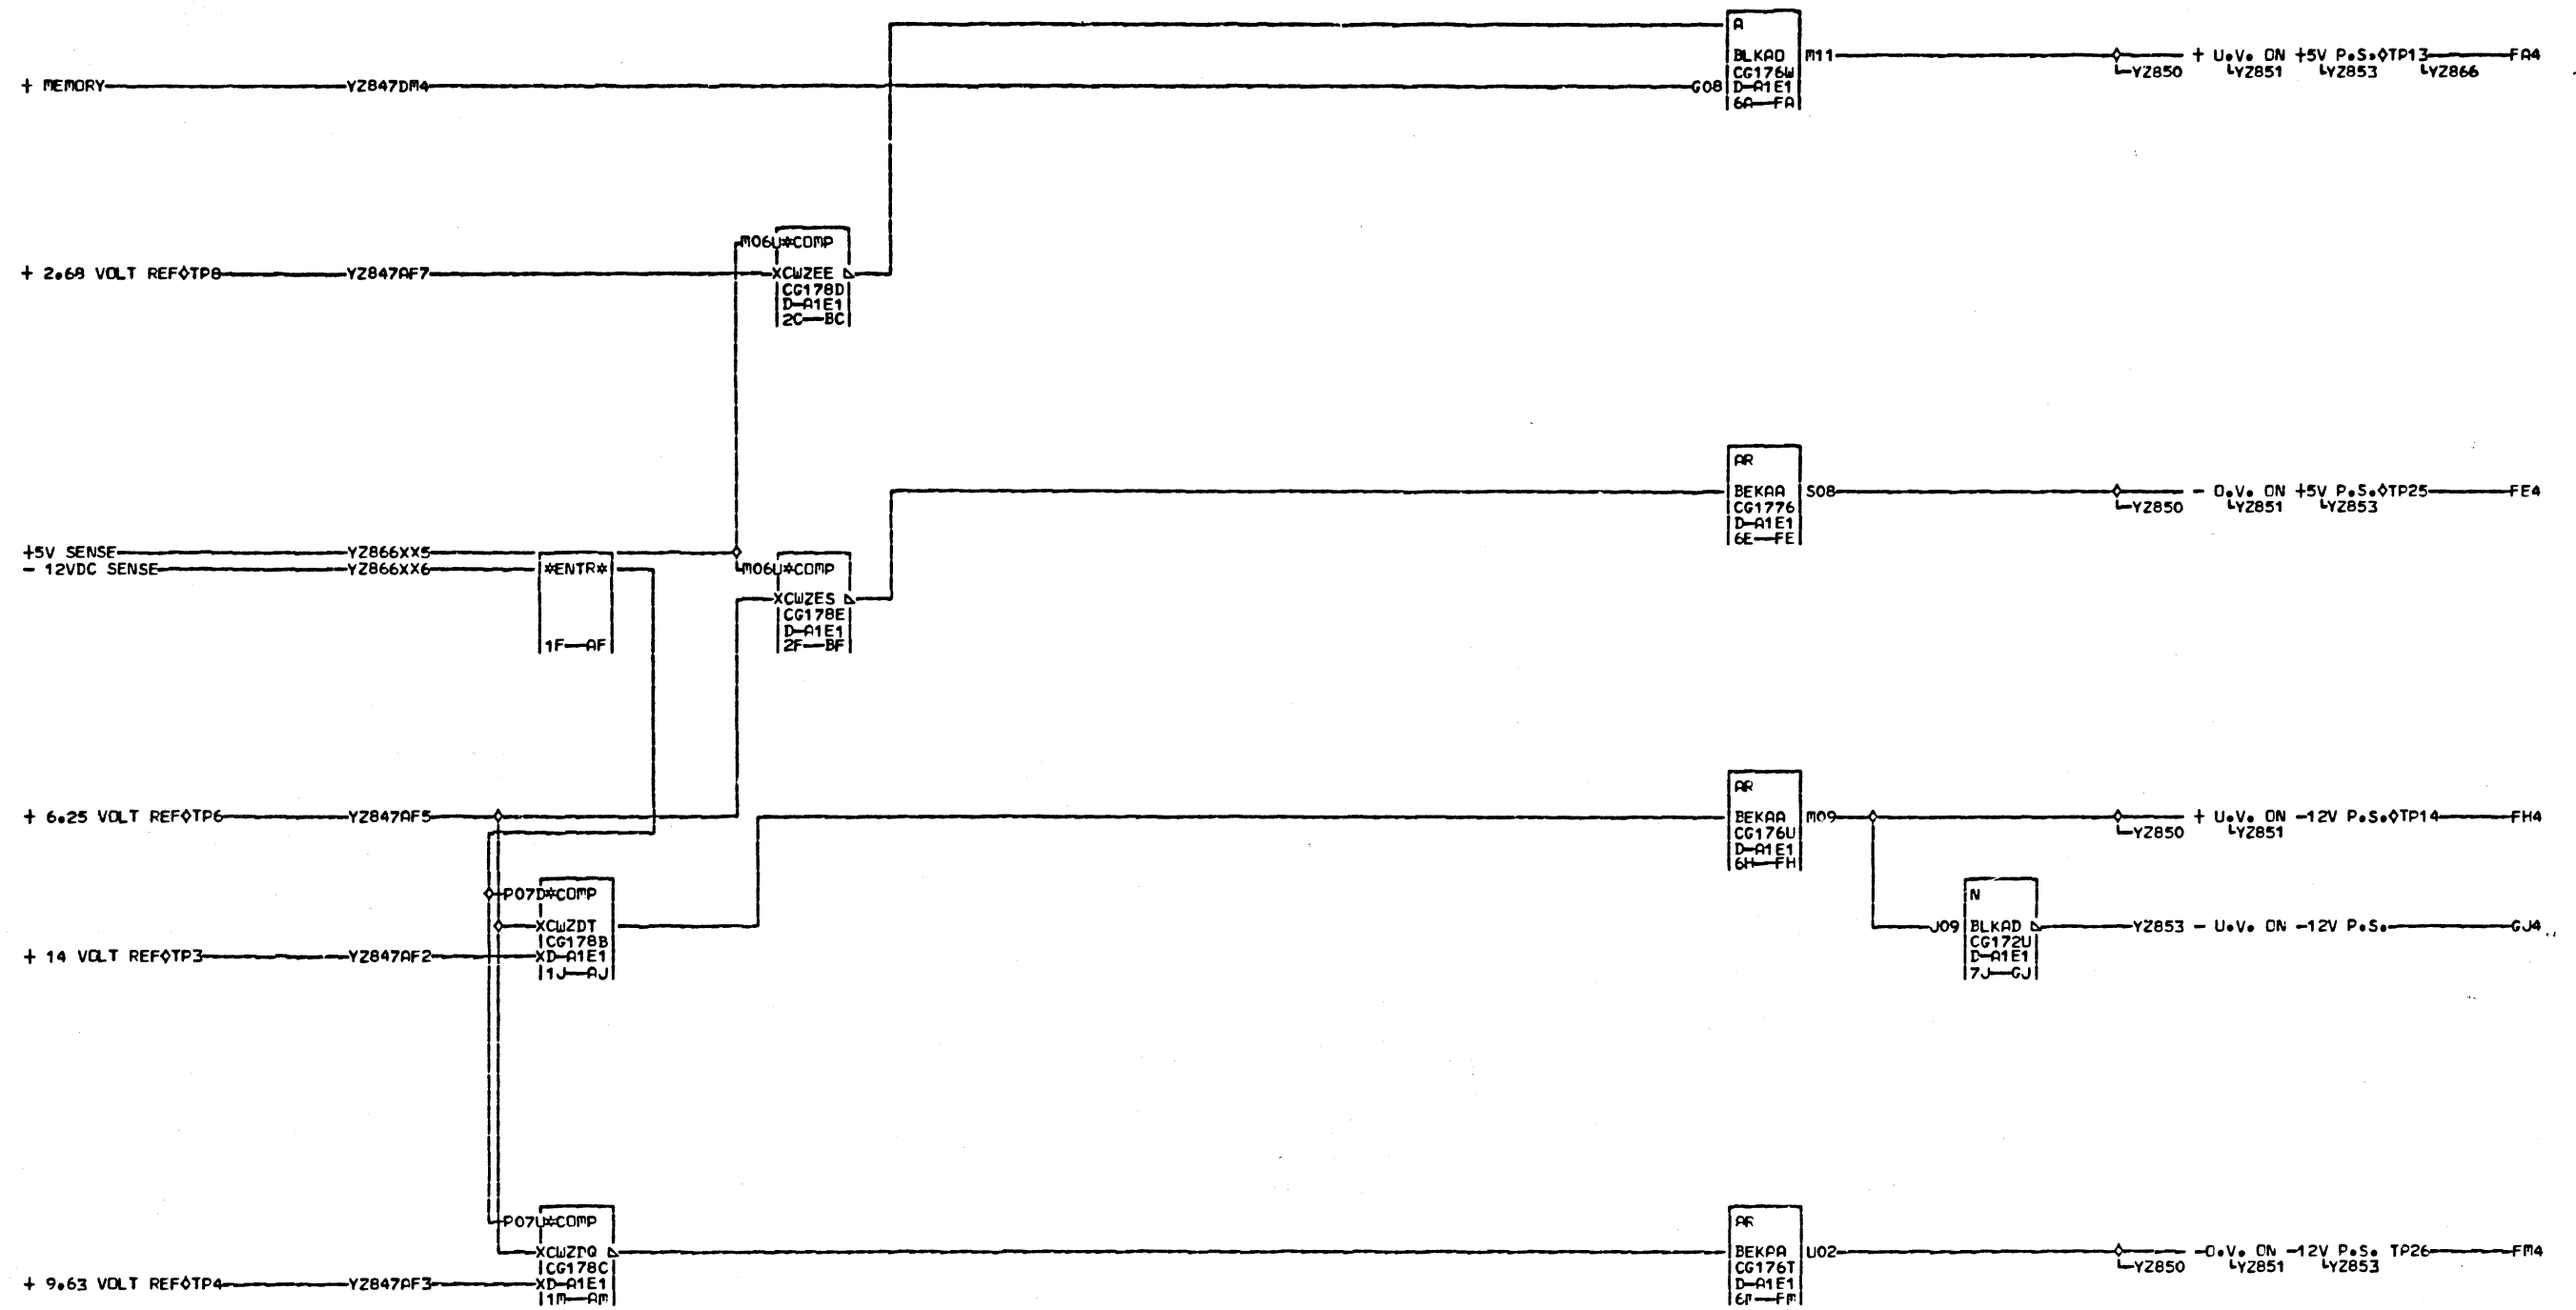 A
BLKAD M11 + U.V. ON +5V P.S.◊TP13 FA4
YZ850 YZ851 YZ853 YZ866
CG176W
+ MEMORY YZ847DM4 G08 D-A1E1
6A-FA
M06U*COMP
+ 2.68 VOLT REF◊TP8 YZ847AF7 XCWZEE
CG178D
D-A1E1
2C-BC
AR
BEKAA S08 - O.V. ON +5V P.S.◊TP25 FE4
CG1776 YZ850 YZ851 YZ853
D-A1E1
6E-FE
+5V SENSE YZ866XX5
- 12VDC SENSE YZ866XX6 *ENTR* M06U*COMP
XCWZES
CG178E
D-A1E1
1F-AF 2F-BF
AR
+ 6.25 VOLT REF◊TP6 YZ847AF5 BEKAA M09 + U.V. ON -12V P.S.◊TP14 FH4
CG176U YZ850 YZ851
D-A1E1
6H-FH
P07D*COMP N
XCWZDT J09 BLKAD YZ853 - U.V. ON -12V P.S. GJ4
CG178B CG172U
+ 14 VOLT REF◊TP3 YZ847AF2 XD-A1E1 D-A1E1
1J-AJ 7J-GJ
P07U*COMP AR
XCWZDQ BEKAA U02 -O.V. ON -12V P.S. TP26 FM4
CG178C CG176T YZ850 YZ851 YZ853
+ 9.63 VOLT REF◊TP4 YZ847AF3 XD-A1E1 D-A1E1
1M-AM 6M-FM